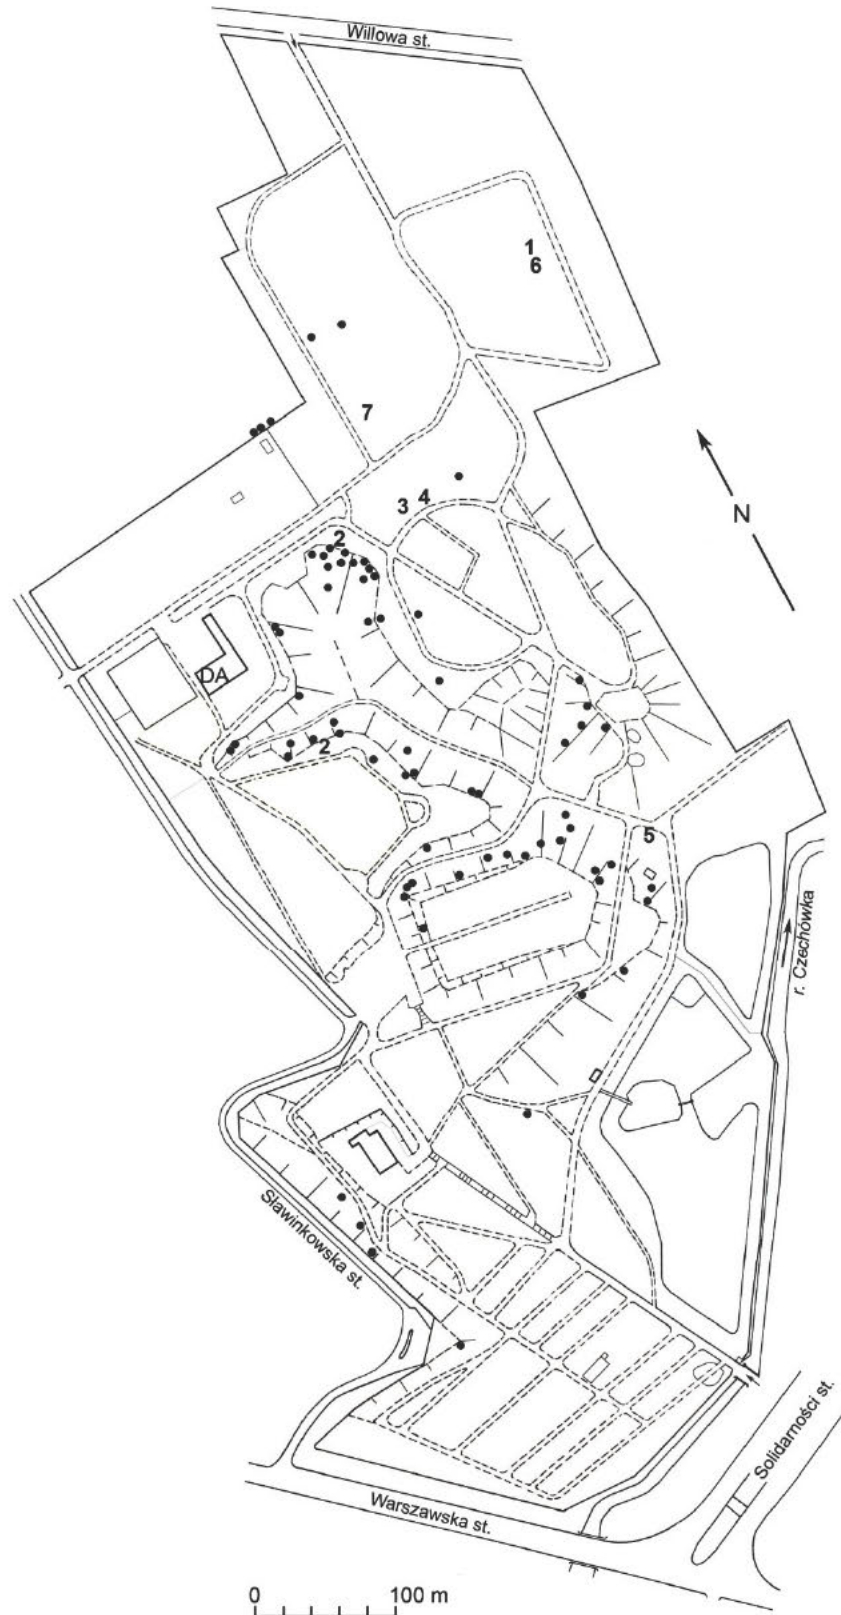 Willowa st.
1
6
7
3
4
N
2
DA
2
5
r. Czechówka
Sławinkowska st.
Solidarności st.
Warszawska st.
0 100 m